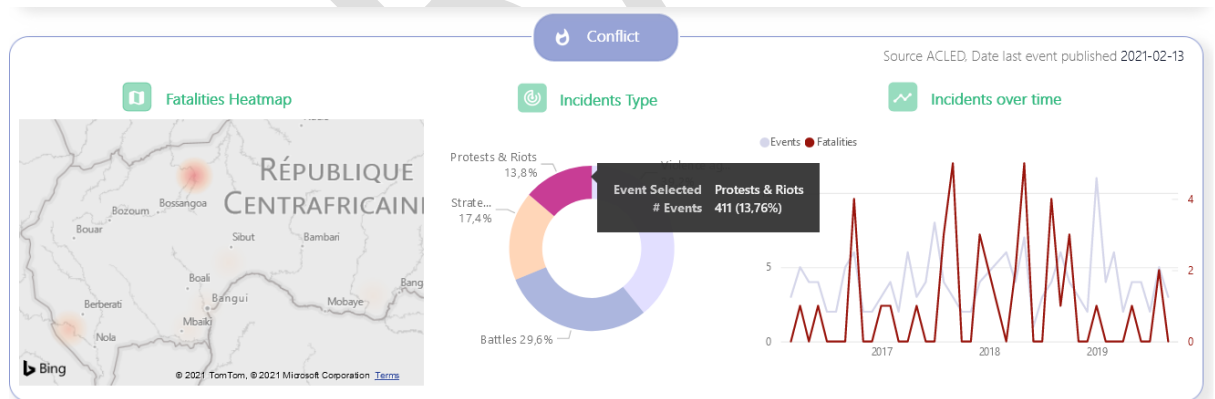 Conflict
Source ACLED, Date last event published 2021-02-13
Fatalities Heatmap
Incidents Type
Incidents over time
RÉPUBLIQUE
CENTRAFRICAINE
Bossangoa
Bozoum
Bouar
Sibut
Bambari
Boali
Bangui
Bang
Berberati
Mobaye
Mbaiki
Nola
Bing
© 2021 TomTom, © 2021 Microsoft Corporation Terms
Protests & Riots
13,8%
Strate...
17,4%
Battles 29,6%
Event Selected Protests & Riots
# Events 411 (13,76%)
Events Fatalities
5
0
4
2
0
2017
2018
2019